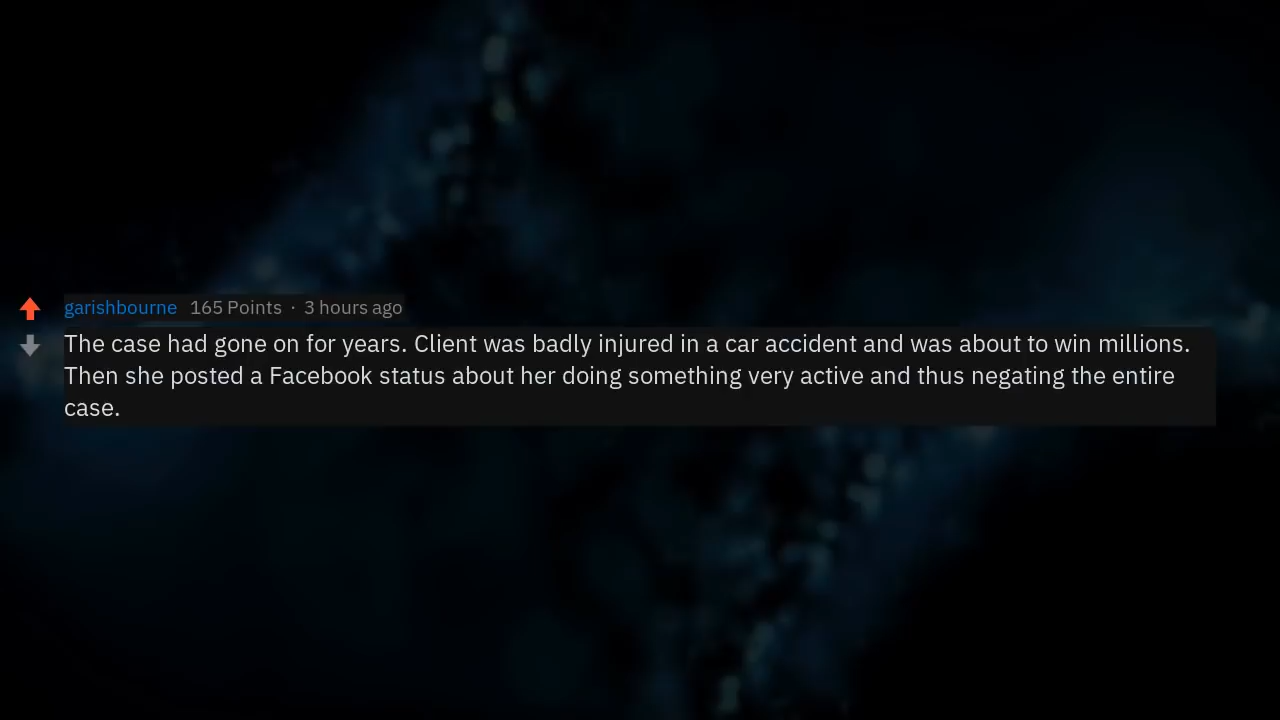 garishbourne 165 Points · 3 hours ago
The case had gone on for years. Client was badly injured in a car accident and was about to win millions.
Then she posted a Facebook status about her doing something very active and thus negating the entire
case.